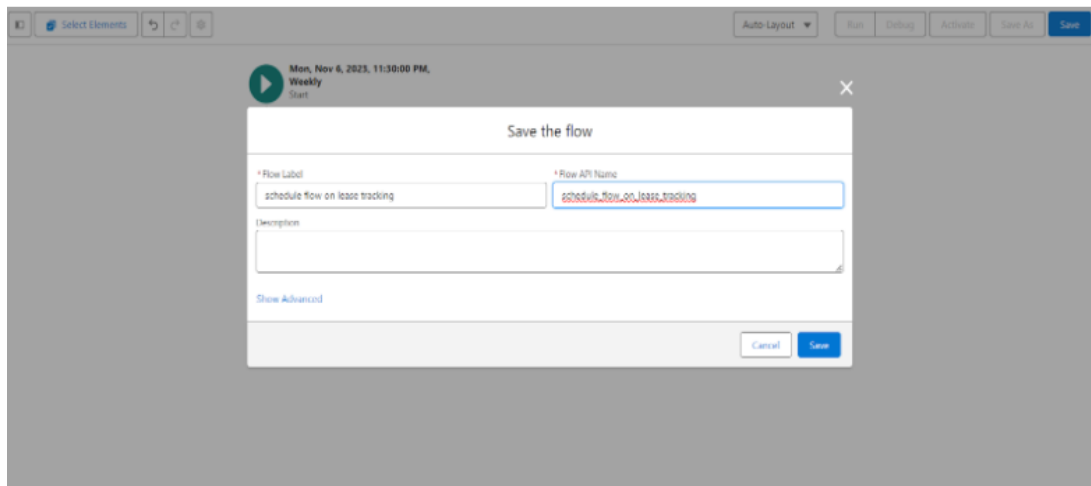 Select Elements
Auto-Layout
Run
Debug
Activate
Save As
Save
Mon, Nov 6, 2023, 11:30:00 PM,
Weekly
Start
Save the flow
* Flow Label
* Flow API Name
schedule flow on lease tracking
schedule_flow_on_lease_tracking
Description
Show Advanced
Cancel
Save